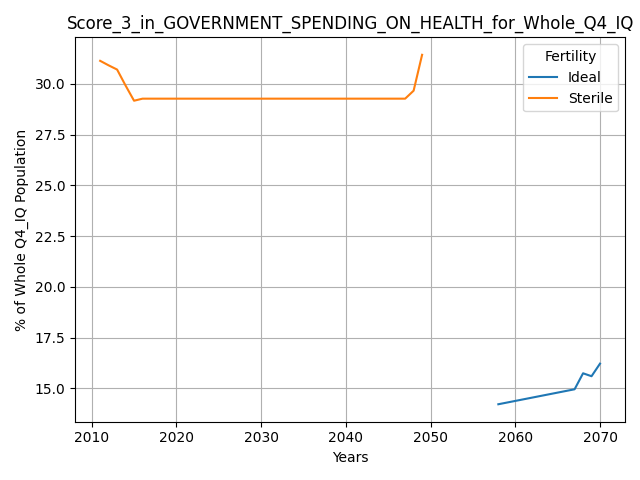 Score_3_in_GOVERNMENT_SPENDING_ON_HEALTH_for_Whole_Q4_IQ
Fertility
Ideal
Sterile
% of Whole Q4_IQ Population
30.0
27.5
25.0
22.5
20.0
17.5
15.0
2010 2020 2030 2040 2050 2060 2070
Years